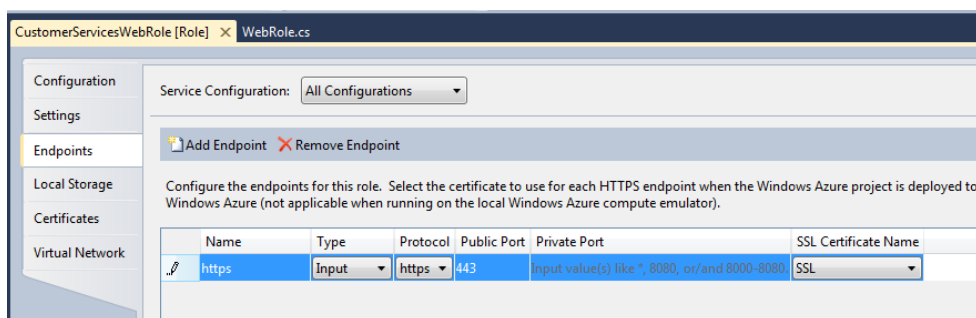 CustomerServicesWebRole [Role] WebRole.cs
Configuration
Settings
Endpoints
Local Storage
Certificates
Virtual Network
Service Configuration: All Configurations
Add Endpoint Remove Endpoint
Configure the endpoints for this role. Select the certificate to use for each HTTPS endpoint when the Windows Azure project is deployed to
Windows Azure (not applicable when running on the local Windows Azure compute emulator).
Name Type Protocol Public Port Private Port SSL Certificate Name
https Input https 443 Input value(s) like *, 8080, or/and 8000-8080. SSL